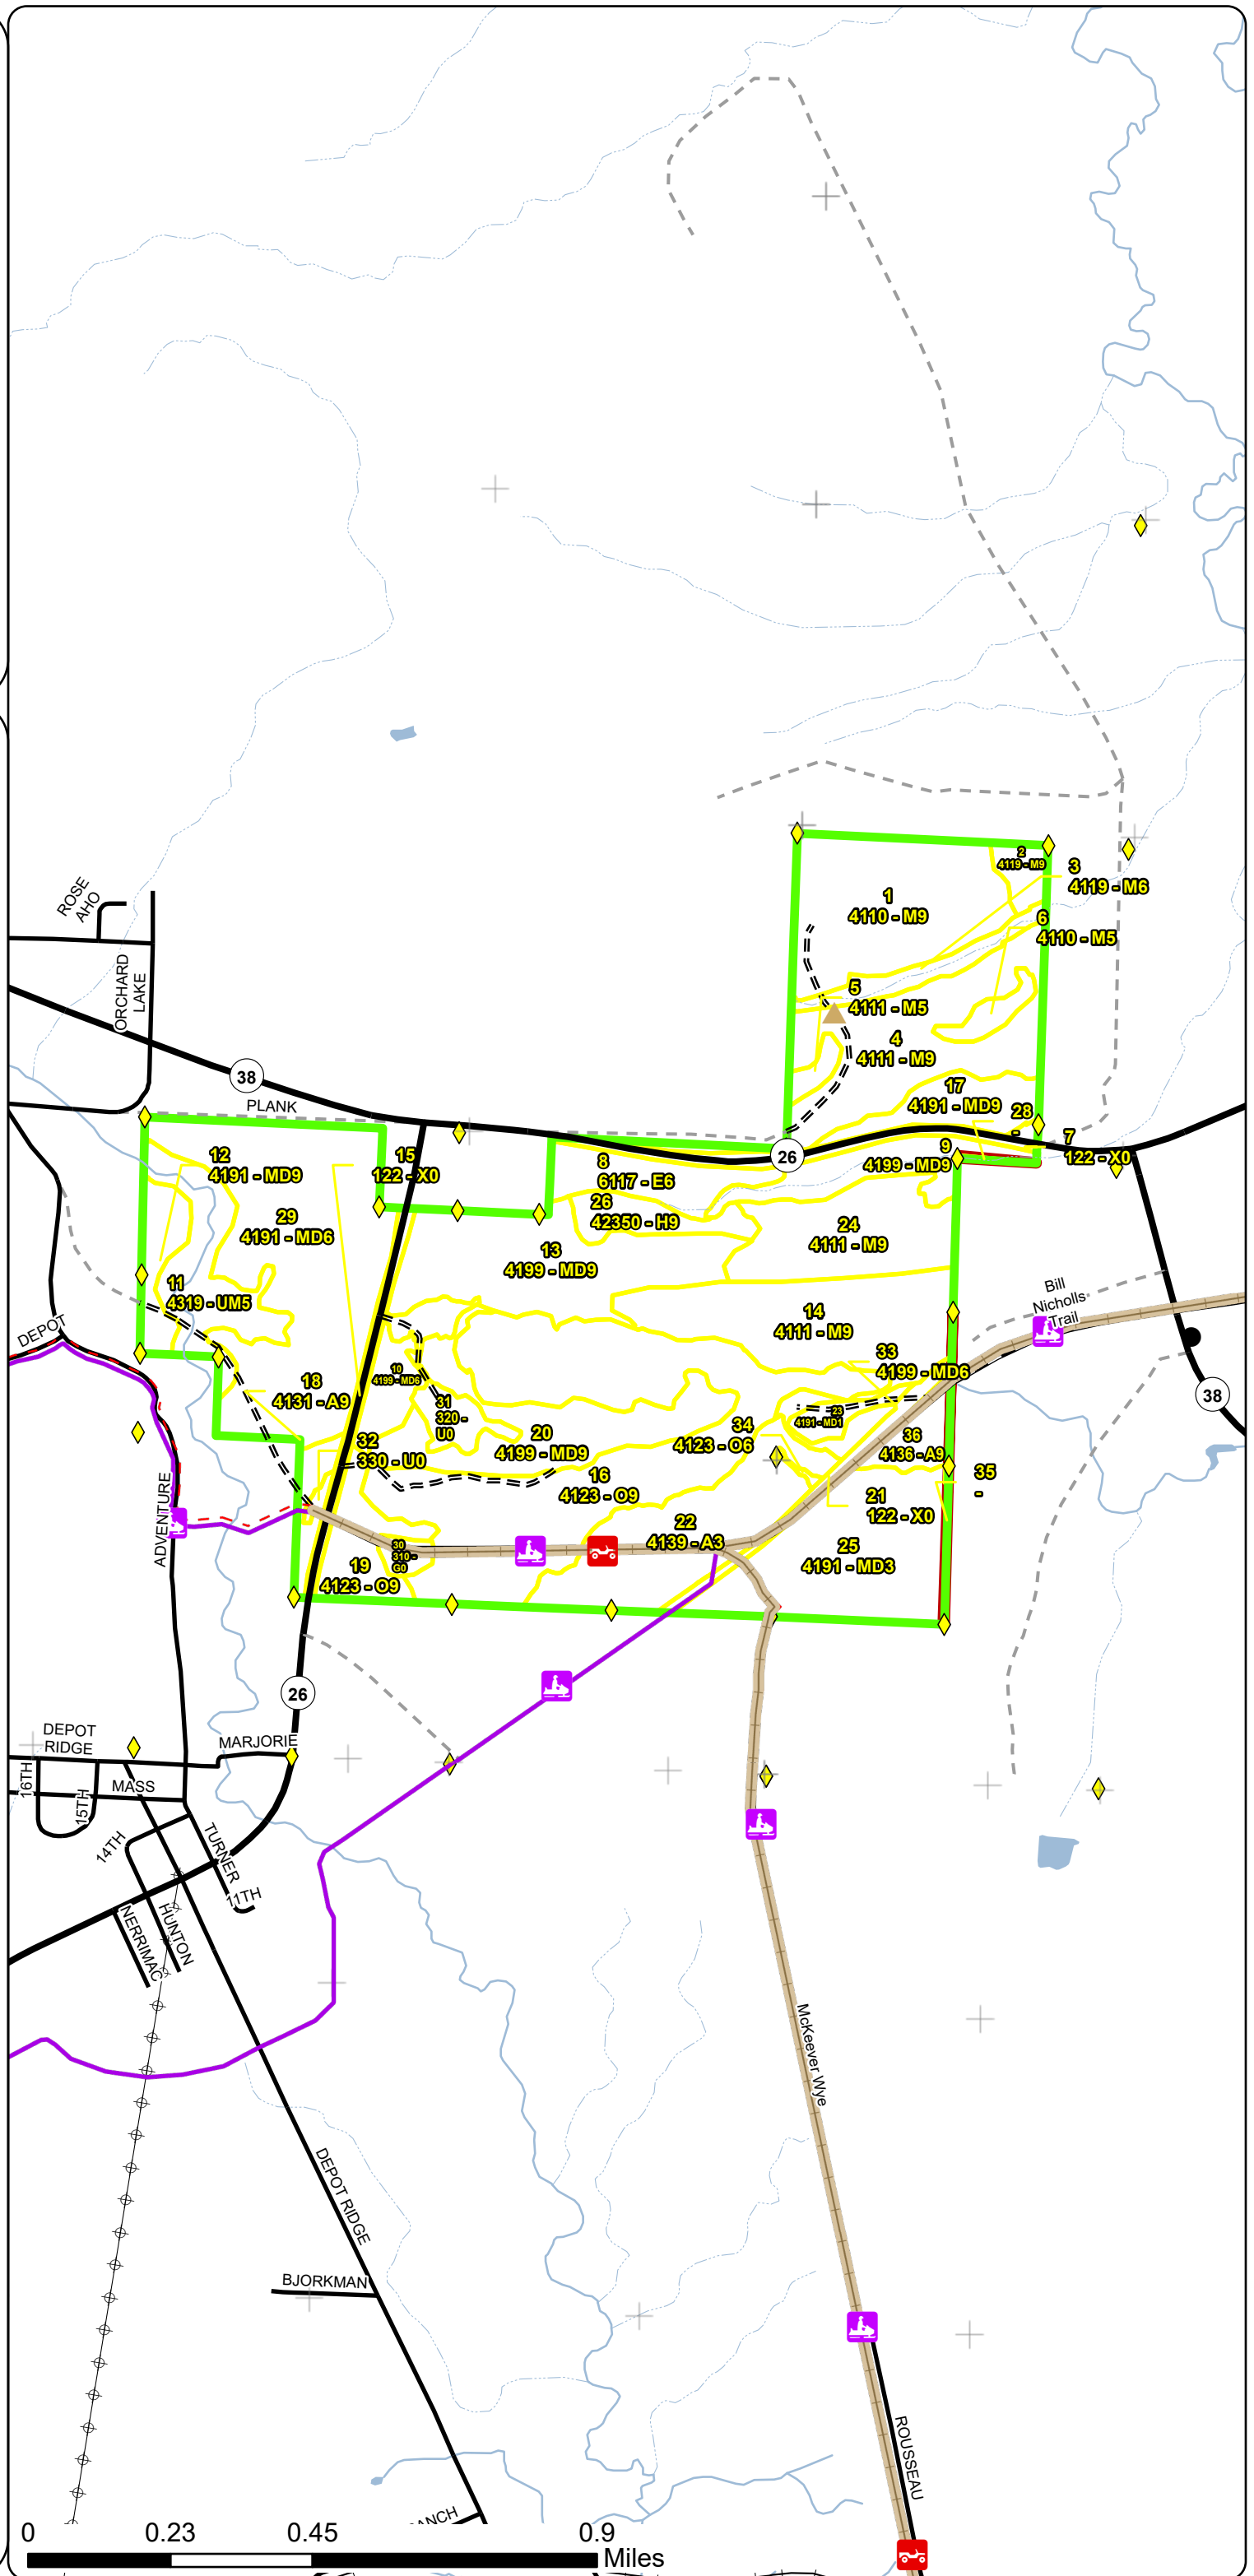 2
4119 - M9
3
4119 - M6
1
4110 - M9
6
4110 - M5
ROSE
AHO
ORCHARD
LAKE
5
4111 - M5
4
4111 - M9
38
PLANK
17
4191 - MD9
28
-
7
122 - X0
9
4199 - MD9
26
12
4191 - MD9
15
122 - X0
8
6117 - E6
26
42350 - H9
29
4191 - MD6
24
4111 - M9
13
4199 - MD9
11
4319 - UM5
Bill
Nicholls
Trail
14
4111 - M9
DEPOT
33
4199 - MD6
10
4199 - MD6
18
4131 - A9
38
31
320 -
U0
23
4191 - MD1
34
4123 - O6
20
4199 - MD9
32
330 - U0
36
4136 - A9
16
4123 - O9
35
-
21
122 - X0
ADVENTURE
22
4139 - A3
30
310 -
G0
25
4191 - MD3
19
4123 - O9
26
DEPOT
RIDGE
MARJORIE
16TH
MASS
15TH
14TH
TURNER
11TH
NERRIMAC
HUNTON
McKeever Wye
DEPOT RIDGE
BJORKMAN
ROUSSEAU
ANCH
0 0.23 0.45 0.9
Miles